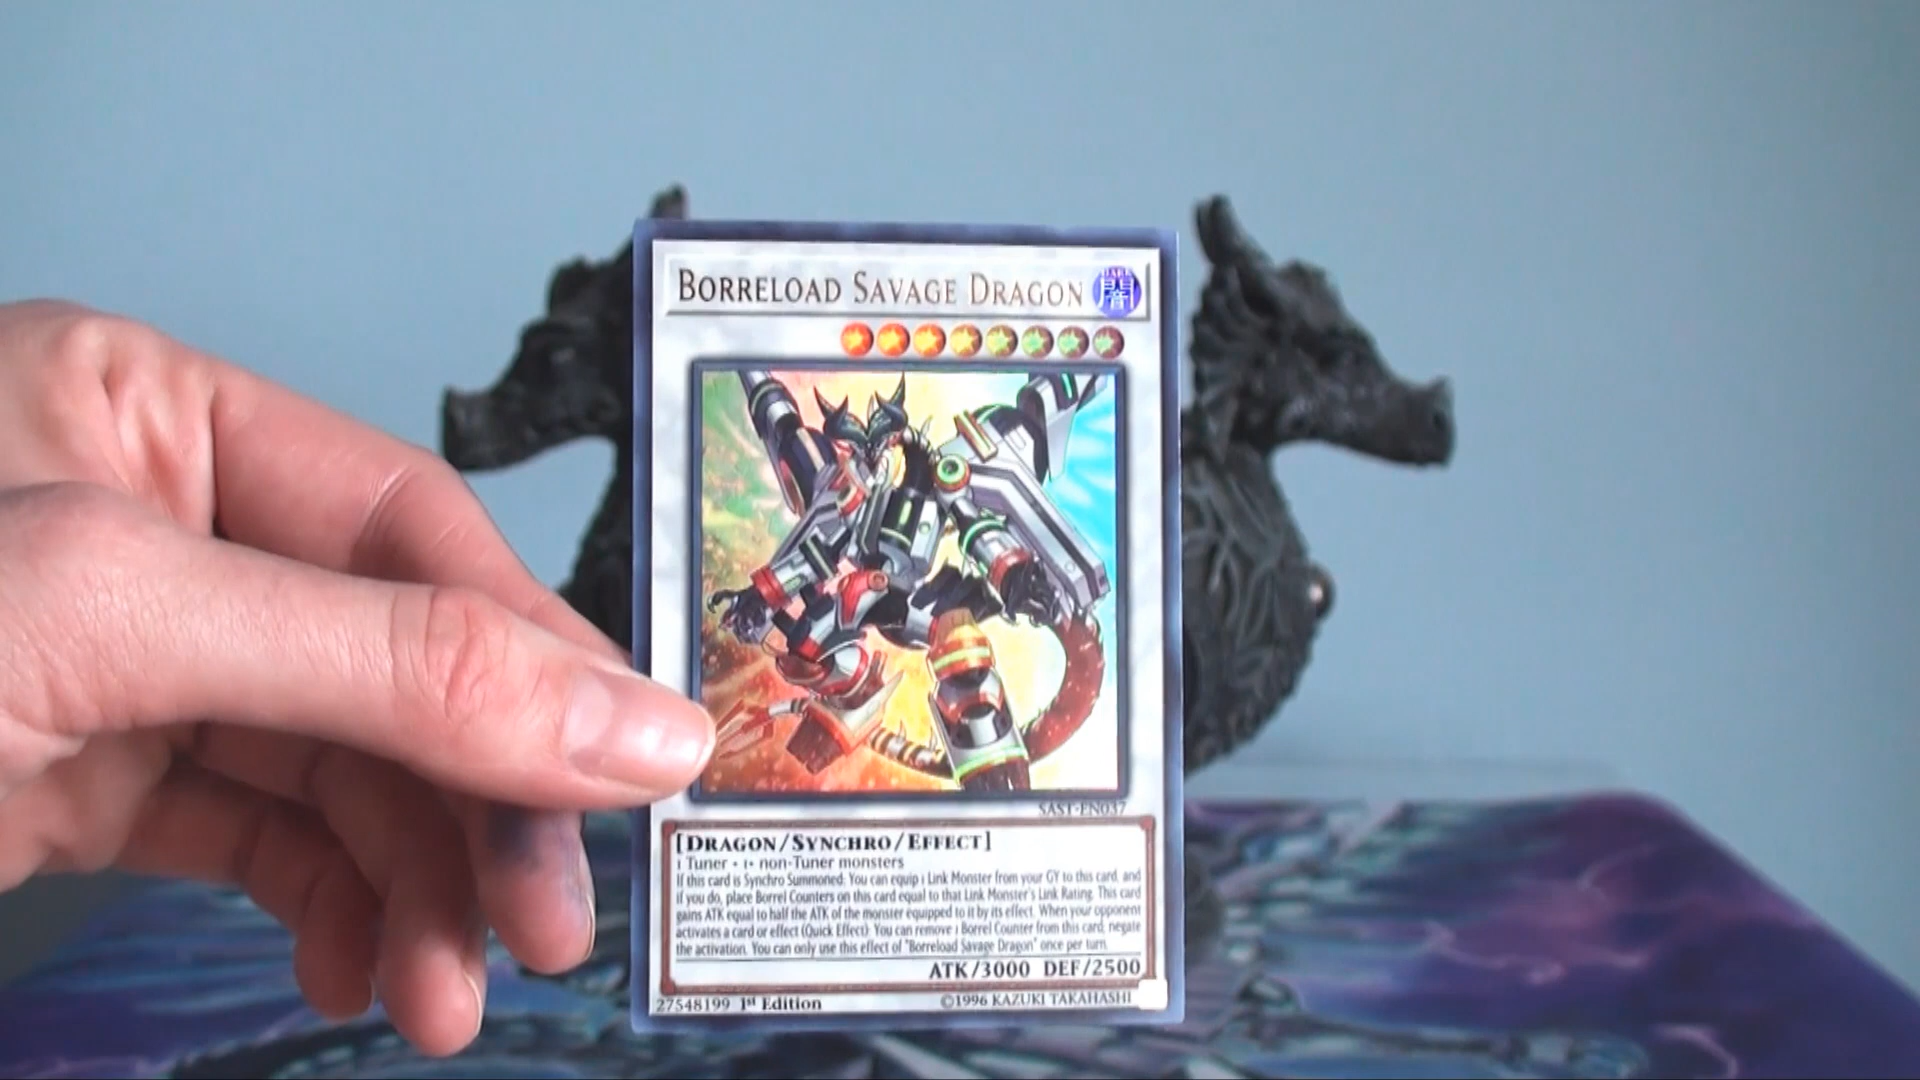 BORRELOAD SAVAGE DRAGON
DARK
闇
SAST-EN037
[DRAGON/SYNCHRO/EFFECT]
1 Tuner + 1+ non-Tuner monsters
If this card is Synchro Summoned: You can equip 1 Link Monster from your GY to this card, and
if you do, place Borrel Counters on this card equal to that Link Monster's Link Rating. This card
gains ATK equal to half the ATK of the monster equipped to it by its effect. When your opponent
activates a card or effect (Quick Effect): You can remove 1 Borrel Counter from this card; negate
the activation. You can only use this effect of "Borreload Savage Dragon" once per turn.
ATK/3000 DEF/2500
27548199 1st Edition ©1996 KAZUKI TAKAHASHI